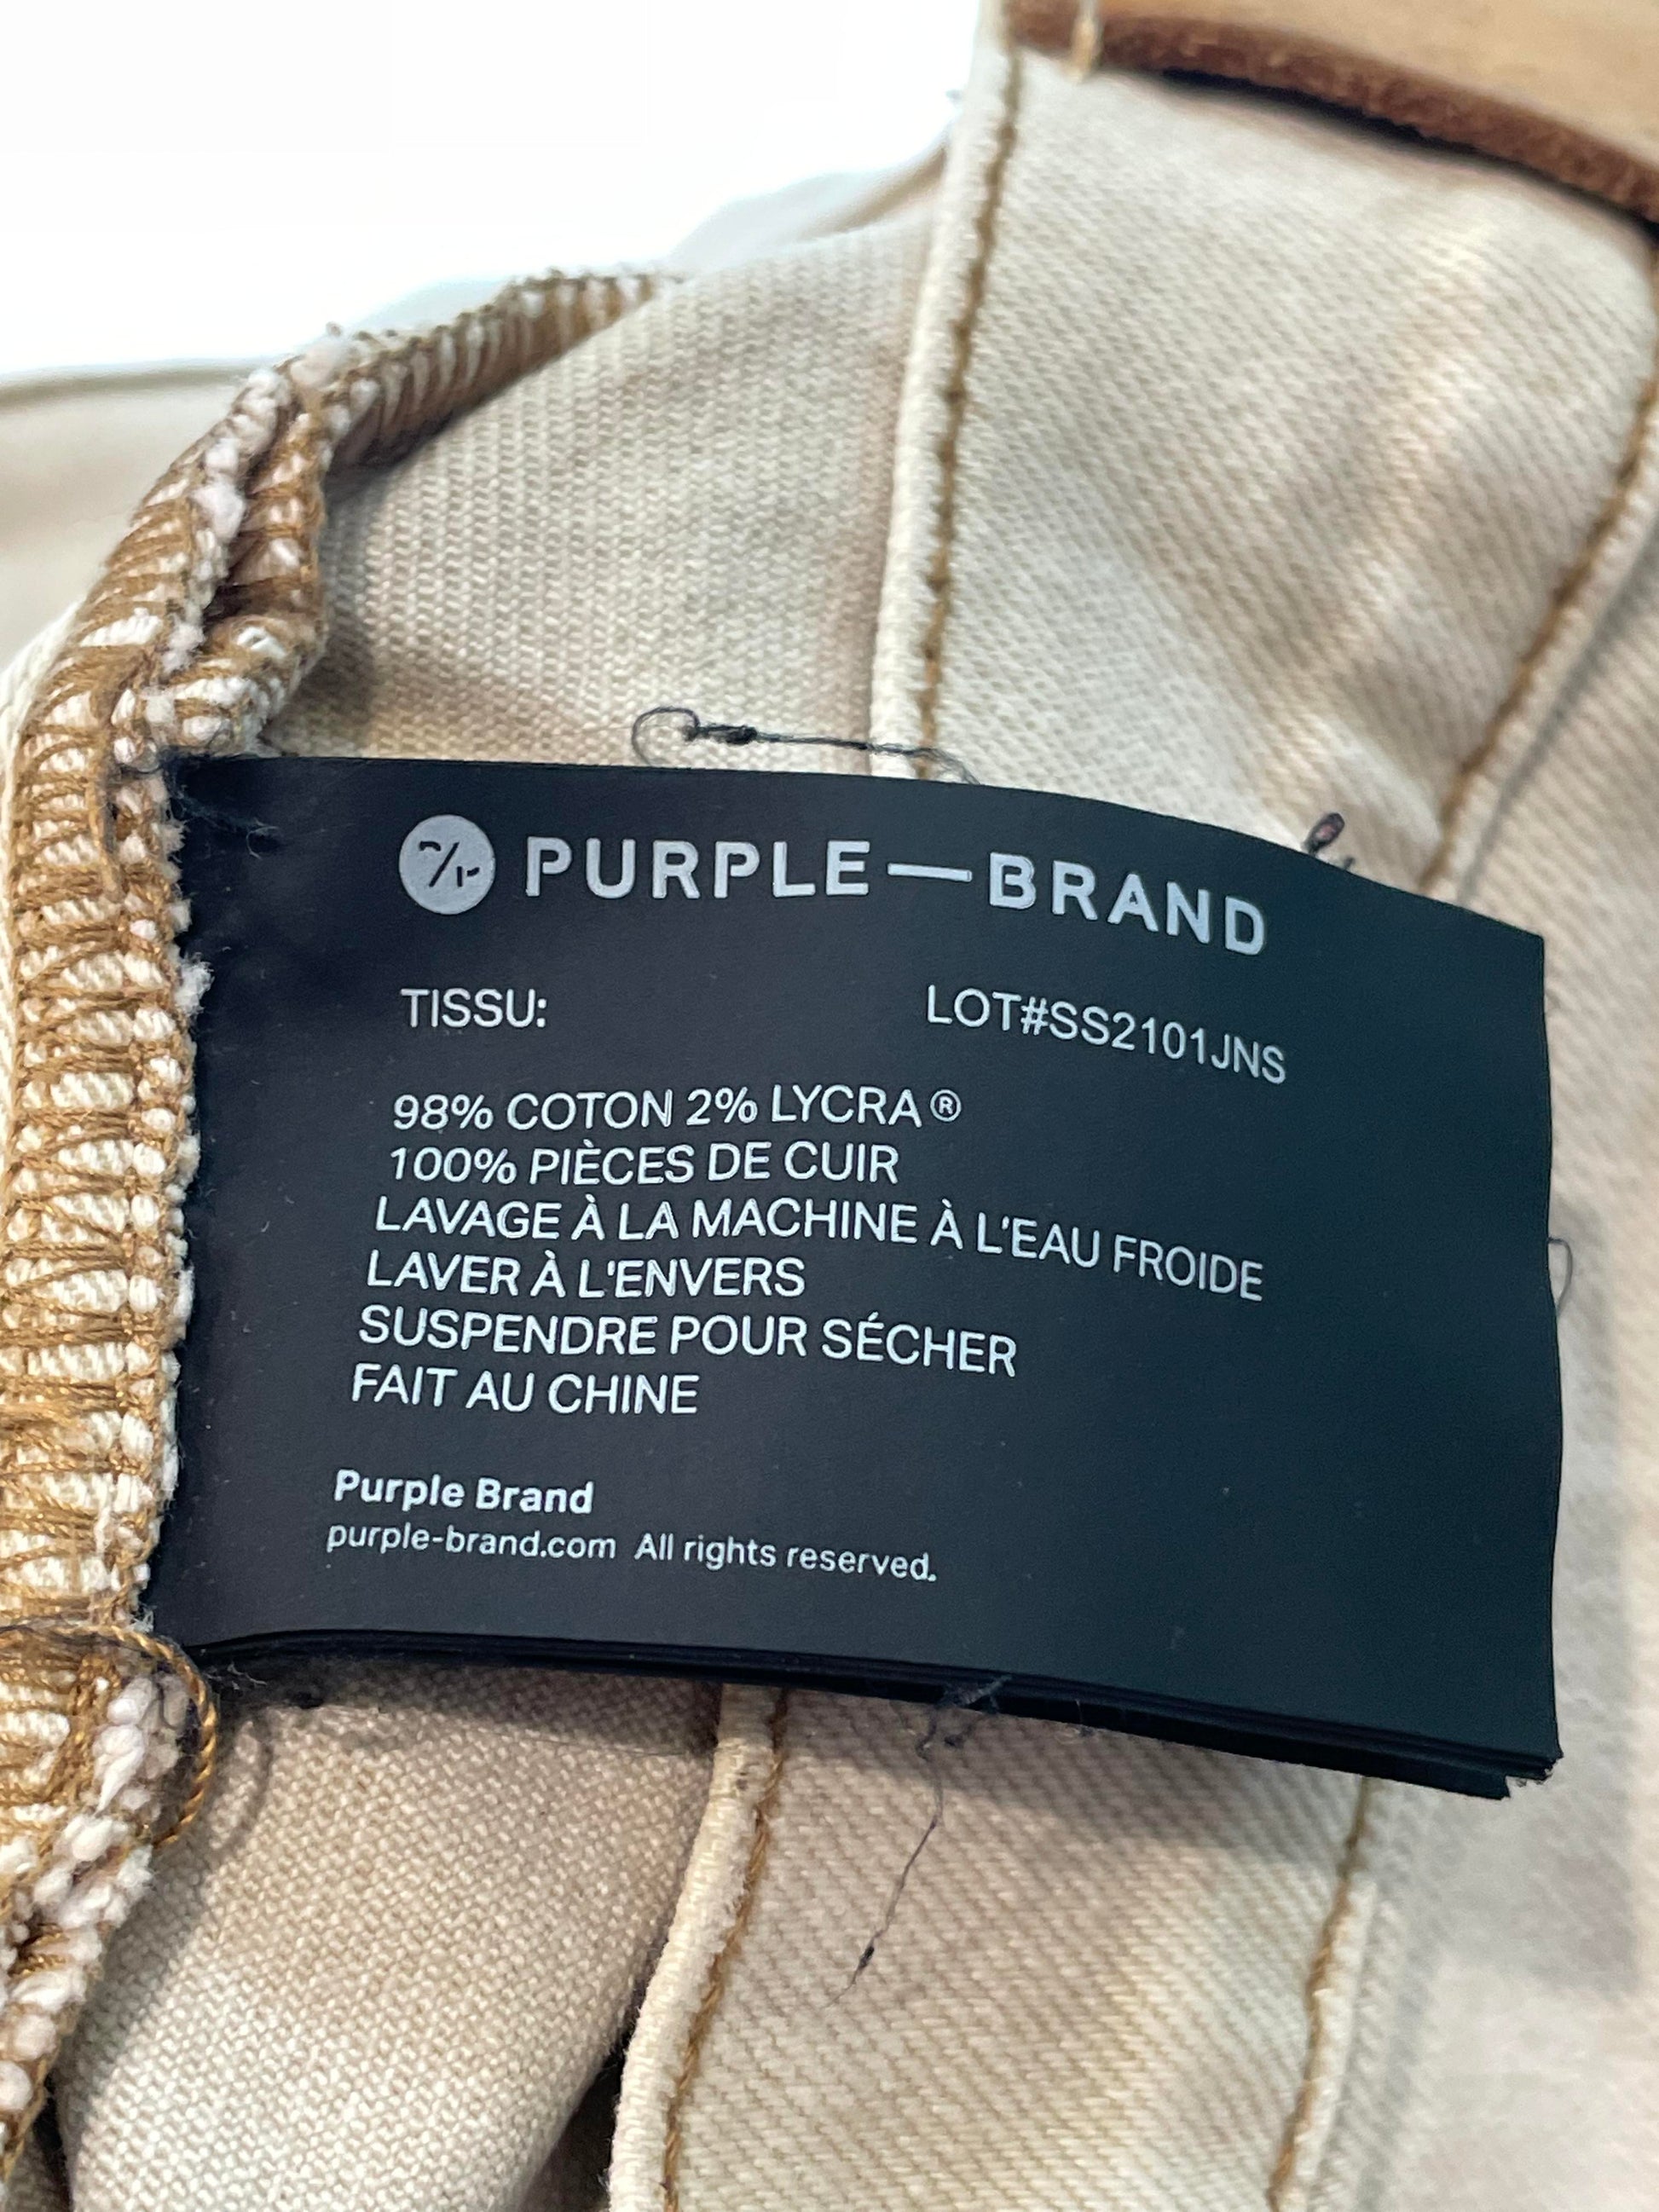 PURPLE—BRAND
TISSU:
LOT#SS2101JNS
98% COTON 2% LYCRA®
100% PIÈCES DE CUIR
LAVAGE À LA MACHINE À L'EAU FROIDE
LAVER À L'ENVERS
SUSPENDRE POUR SÉCHER
FAIT AU CHINE
Purple Brand
purple-brand.com All rights reserved.